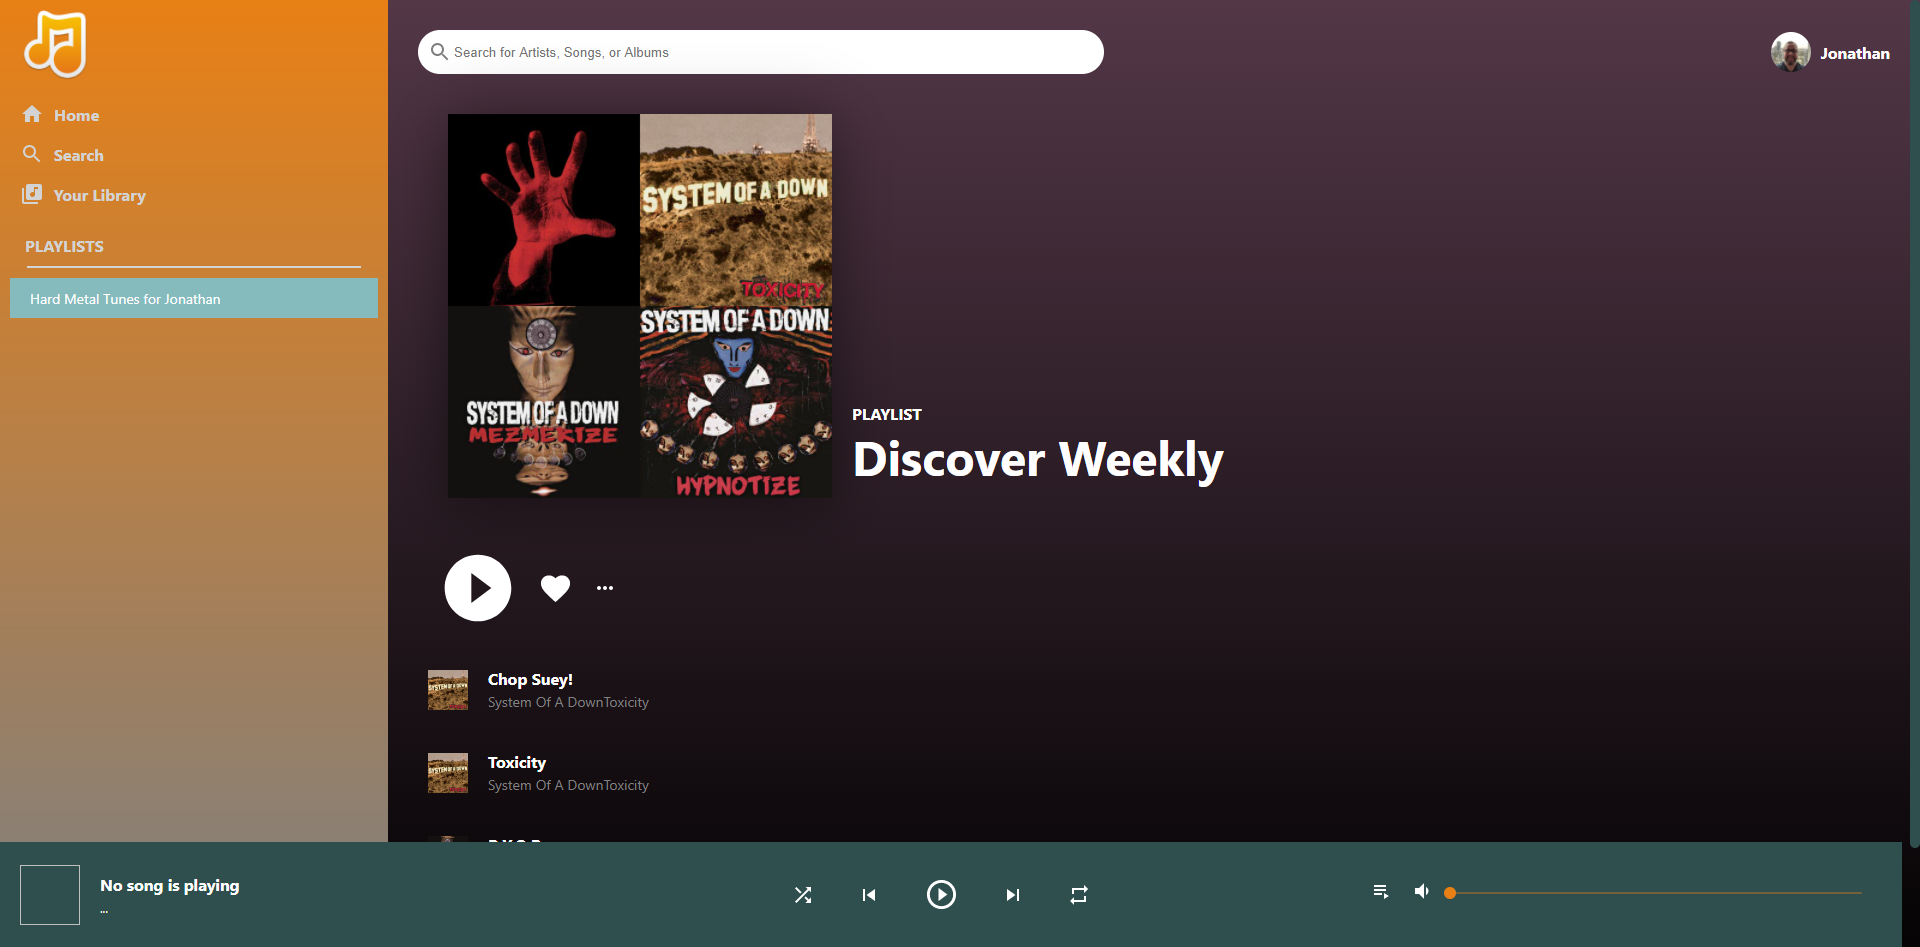 Home
Search
Your Library
PLAYLISTS
Hard Metal Tunes for Jonathan
Search for Artists, Songs, or Albums
Jonathan
SYSTEM OF A DOWN
TOXICITY
SYSTEM OF A DOWN
MEZMERIZE
SYSTEM OF A DOWN
HYPNOTIZE
PLAYLIST
Discover Weekly
Chop Suey!
System Of A DownToxicity
Toxicity
System Of A DownToxicity
No song is playing
...